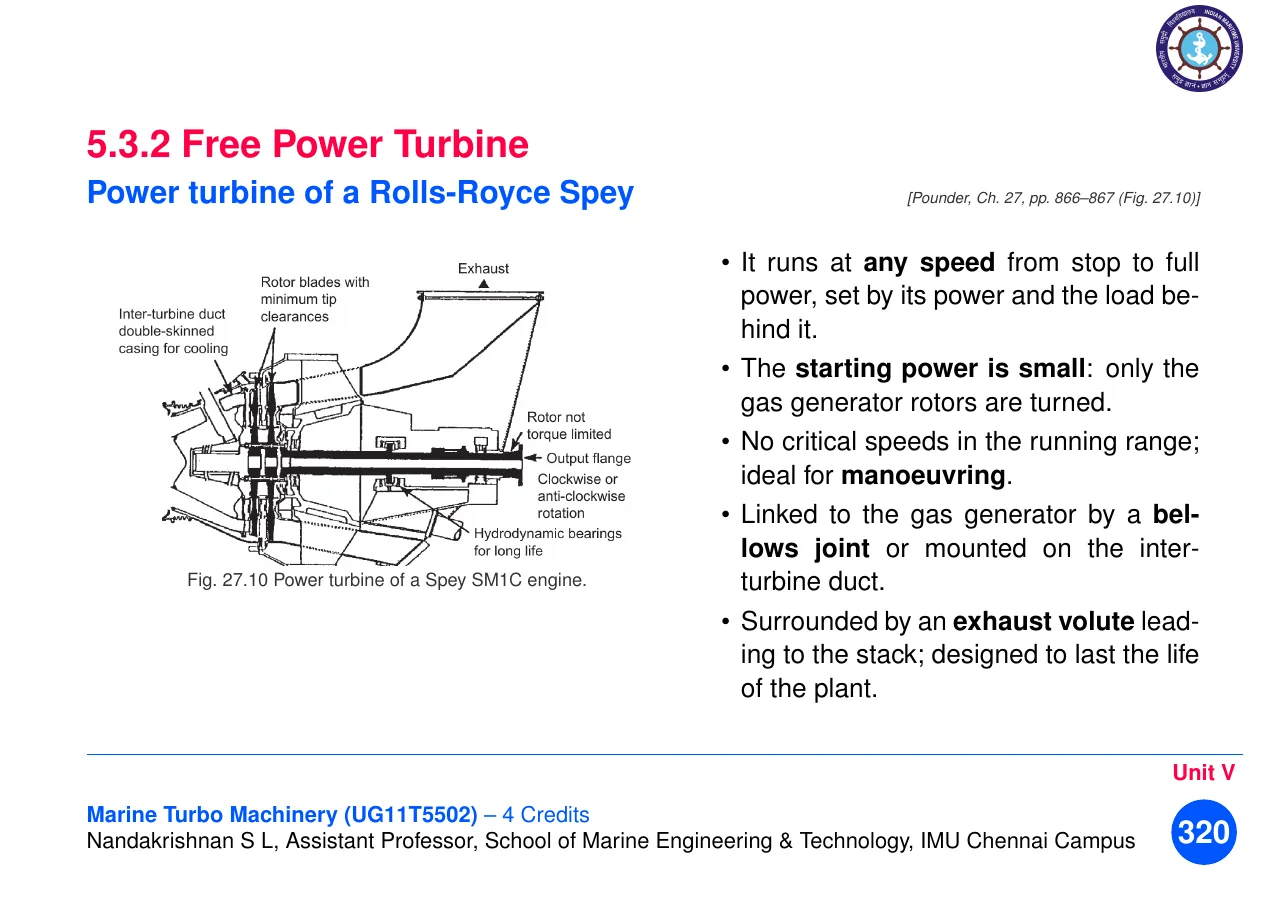 INDIAN MARITIME UNIVERSITY
5.3.2 Free Power Turbine
Power turbine of a Rolls-Royce Spey
[Pounder, Ch. 27, pp. 866–867 (Fig. 27.10)]
Exhaust
Rotor blades with
minimum tip
clearances
Inter-turbine duct
double-skinned
casing for cooling
Rotor not
torque limited
Output flange
Clockwise or
anti-clockwise
rotation
Hydrodynamic bearings
for long life
Fig. 27.10 Power turbine of a Spey SM1C engine.
• It runs at any speed from stop to full
power, set by its power and the load be-
hind it.
• The starting power is small: only the
gas generator rotors are turned.
• No critical speeds in the running range;
ideal for manoeuvring.
• Linked to the gas generator by a bel-
lows joint or mounted on the inter-
turbine duct.
• Surrounded by an exhaust volute lead-
ing to the stack; designed to last the life
of the plant.
Unit V
Marine Turbo Machinery (UG11T5502) – 4 Credits
Nandakrishnan S L, Assistant Professor, School of Marine Engineering & Technology, IMU Chennai Campus
320